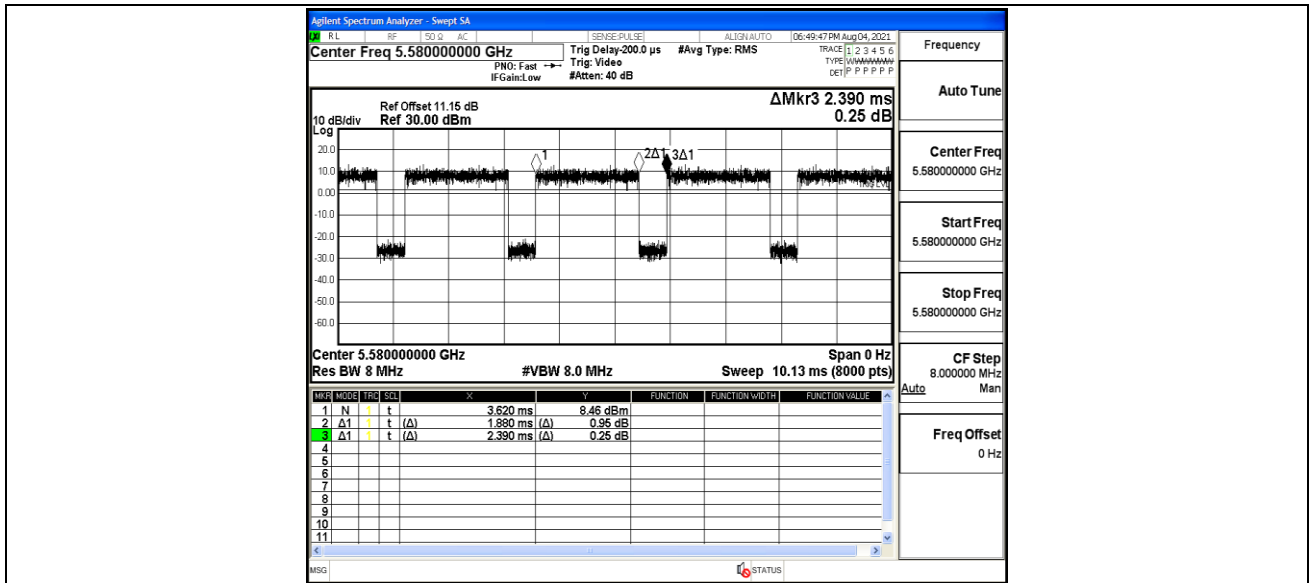 Agilent Spectrum Analyzer - Swept SA
LXI RL RF 50 Ω AC SENSE:PULSE ALIGN AUTO 06:49:47 PM Aug 04, 2021
Center Freq 5.580000000 GHz
PNO: Fast
IFGain:Low
Trig Delay-200.0 µs
Trig: Video
#Atten: 40 dB
#Avg Type: RMS
TRACE 1 2 3 4 5 6
TYPE
DET P P P P P P
Ref Offset 11.15 dB
10 dB/div Ref 30.00 dBm
ΔMkr3 2.390 ms
0.25 dB
Log
20.0
10.0
0.00
-10.0
-20.0
-30.0
-40.0
-50.0
-60.0
1
2Δ1
3Δ1
TRIG LVL
Center 5.580000000 GHz Span 0 Hz
Res BW 8 MHz #VBW 8.0 MHz Sweep 10.13 ms (8000 pts)
MKR MODE TRC SCL X Y FUNCTION FUNCTION WIDTH FUNCTION VALUE
1 N 1 t 3.620 ms 8.46 dBm
2 Δ1 1 t (Δ) 1.880 ms (Δ) 0.95 dB
3 Δ1 1 t (Δ) 2.390 ms (Δ) 0.25 dB
4
5
6
7
8
9
10
11
MSG STATUS
Frequency
Auto Tune
Center Freq
5.580000000 GHz
Start Freq
5.580000000 GHz
Stop Freq
5.580000000 GHz
CF Step
8.000000 MHz
Auto Man
Freq Offset
0 Hz